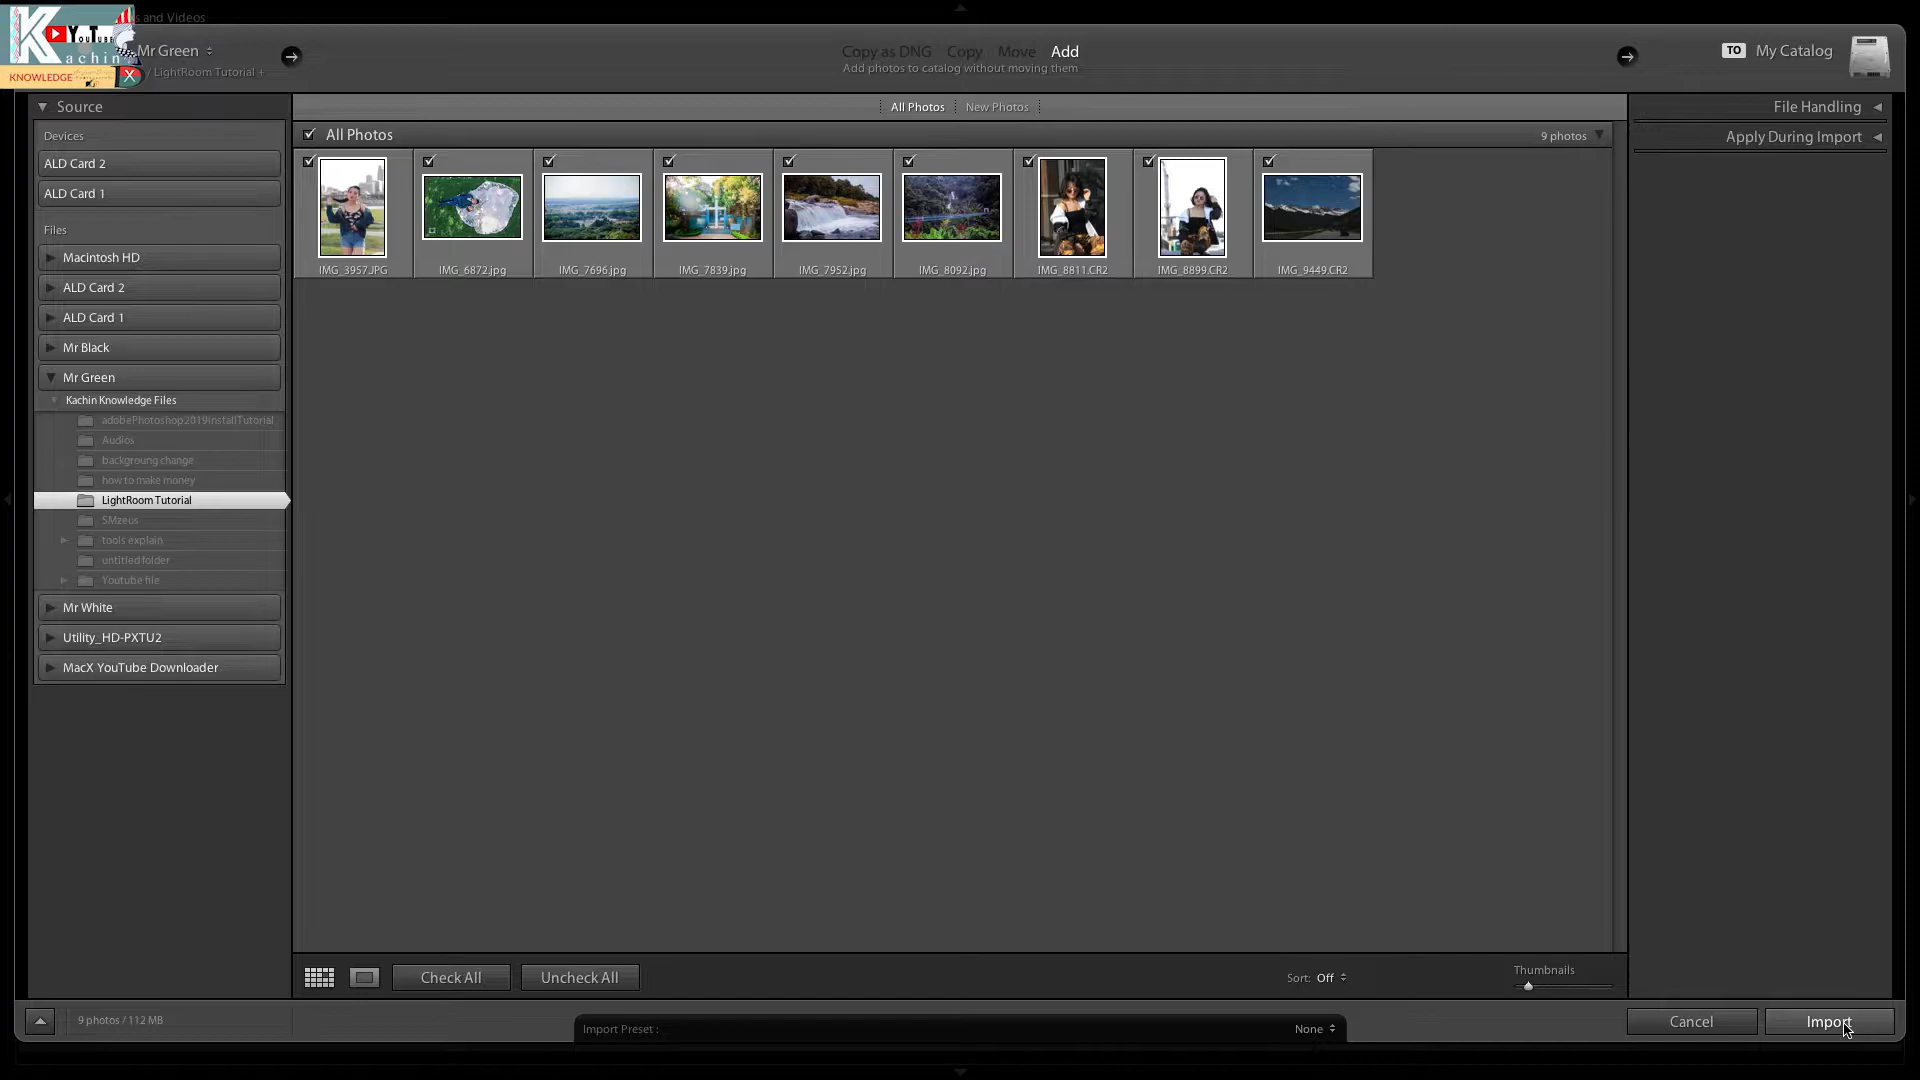 s and Videos
YouTube
Kachin
KNOWLEDGE
Mr Green
/ LightRoom Tutorial +
Copy as DNG Copy Move Add
Add photos to catalog without moving them
TO My Catalog
Source
Devices
ALD Card 2
ALD Card 1
Files
Macintosh HD
ALD Card 2
ALD Card 1
Mr Black
Mr Green
Kachin Knowledge Files
adobePhotoshop2019installTutorial
Audios
backgroung change
how to make money
LightRoom Tutorial
SMzeus
tools explain
untitled folder
Youtube file
Mr White
Utility_HD-PXTU2
MacX YouTube Downloader
All Photos New Photos
All Photos 9 photos
IMG_3957.JPG IMG_6872.jpg IMG_7696.jpg IMG_7839.jpg IMG_7952.jpg IMG_8092.jpg IMG_8811.CR2 IMG_8899.CR2 IMG_9449.CR2
File Handling
Apply During Import
Check All Uncheck All Sort: Off Thumbnails
9 photos / 112 MB
Import Preset : None
Cancel Import